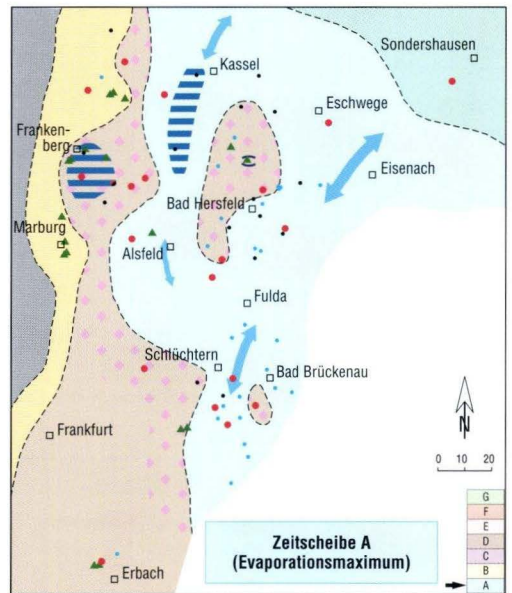 Sondershausen
Kassel
Eschwege
Franken-
berg
Eisenach
Bad Hersfeld
Marburg
Alsfeld
Fulda
Schlüchtern
Bad Brückenau
Frankfurt
N
0 10 20
G
F
E
D
C
B
A
Zeitscheibe A
(Evaporationsmaximum)
Erbach